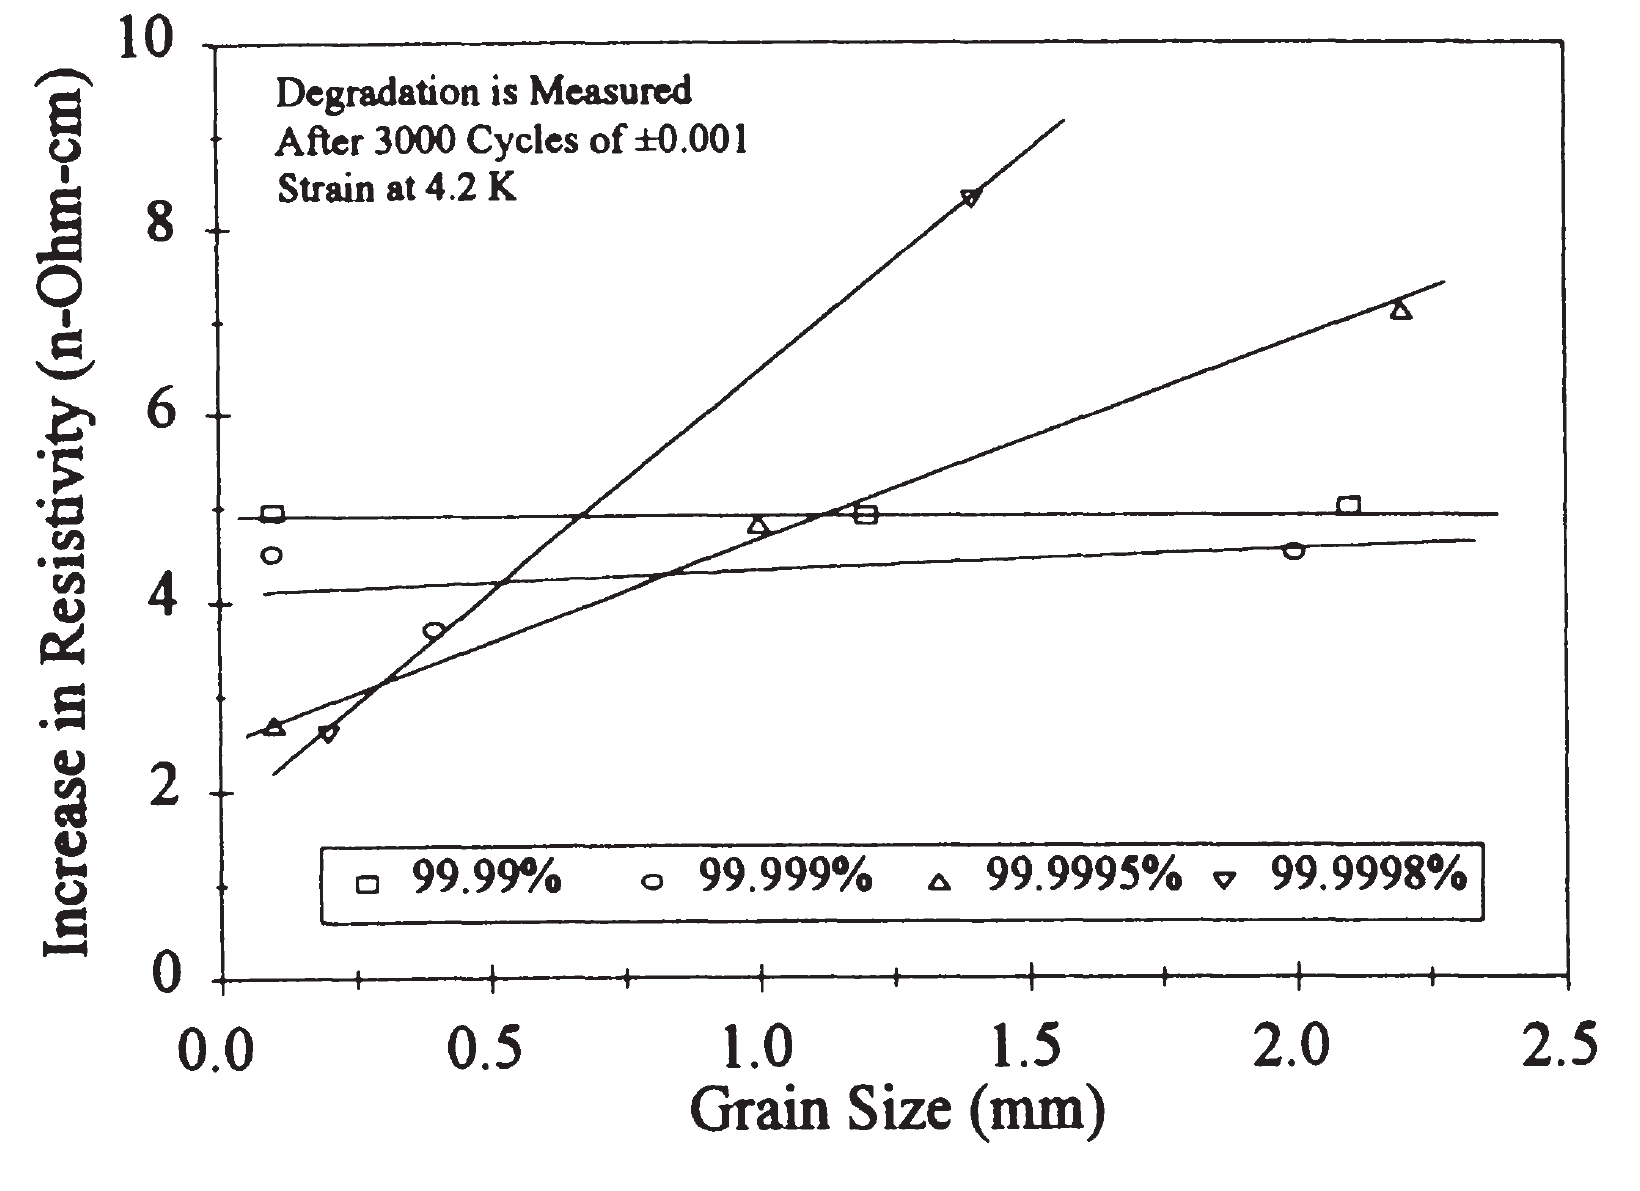 10
Degradation is Measured
After 3000 Cycles of ±0.001
Strain at 4.2 K
8
6
4
2
0
Increase in Resistivity (n-Ohm-cm)
99.99% 99.999% 99.9995% 99.9998%
0.0 0.5 1.0 1.5 2.0 2.5
Grain Size (mm)